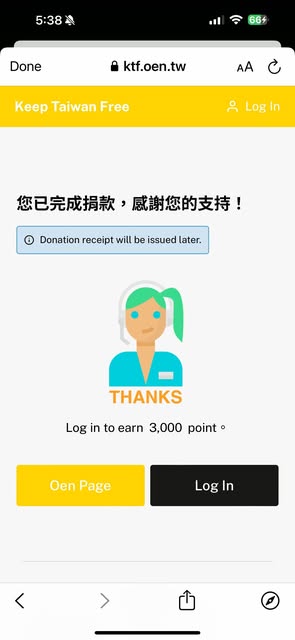 5:38
66
Done
ktf.oen.tw
AA
Keep Taiwan Free
Log In
您已完成捐款，感謝您的支持！
Donation receipt will be issued later.
THANKS
Log in to earn 3,000 point。
Oen Page
Log In